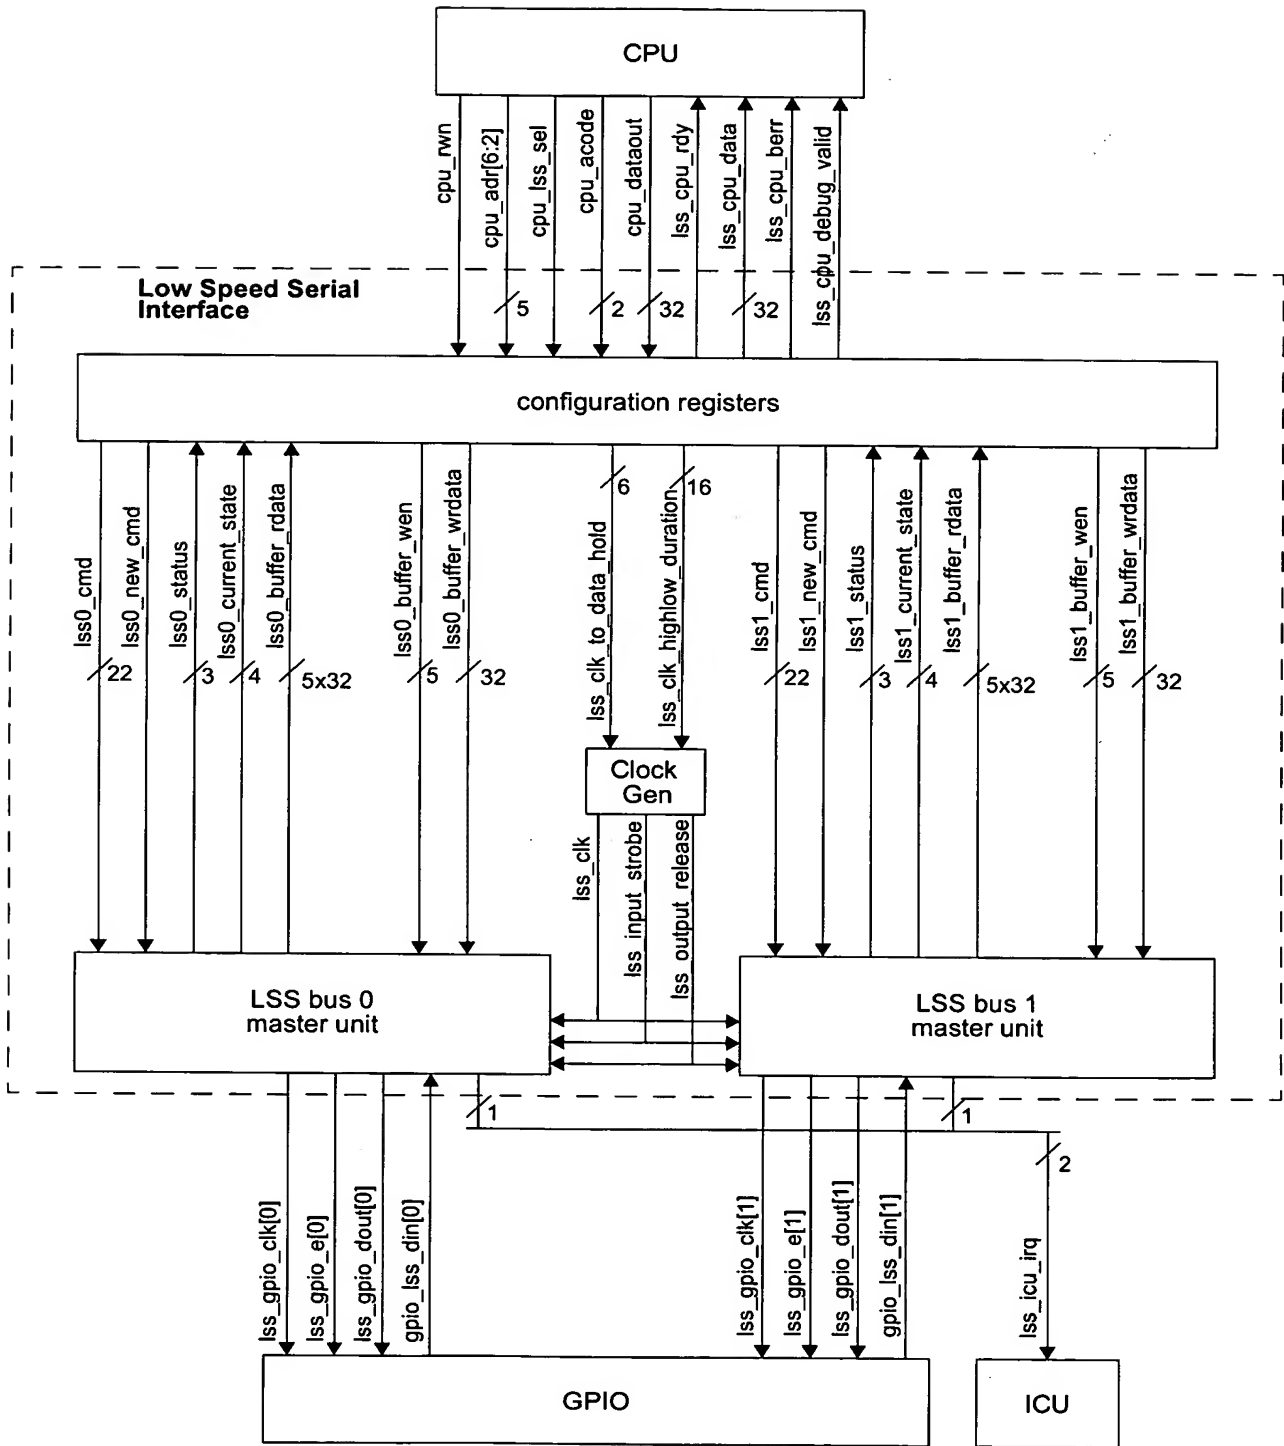 CPU
cpu_rwn
cpu_adr[6:2]
cpu_lss_sel
cpu_acode
cpu_dataout
lss_cpu_rdy
lss_cpu_data
lss_cpu_berr
lss_cpu_debug_valid
Low Speed Serial
Interface
5
2
32
32
configuration registers
lss0_cmd
22
lss0_new_cmd
lss0_status
3
lss0_current_state
4
lss0_buffer_rdata
5x32
lss0_buffer_wen
5
lss0_buffer_wrdata
32
lss_clk_to_data_hold
6
lss_clk_highlow_duration
16
lss1_cmd
22
lss1_new_cmd
lss1_status
3
lss1_current_state
4
lss1_buffer_rdata
5x32
lss1_buffer_wen
5
lss1_buffer_wrdata
32
Clock
Gen
lss_clk
lss_input_strobe
lss_output_release
LSS bus 0
master unit
LSS bus 1
master unit
1
1
2
lss_gpio_clk[0]
lss_gpio_e[0]
lss_gpio_dout[0]
gpio_lss_din[0]
lss_gpio_clk[1]
lss_gpio_e[1]
lss_gpio_dout[1]
gpio_lss_din[1]
lss_icu_irq
GPIO
ICU